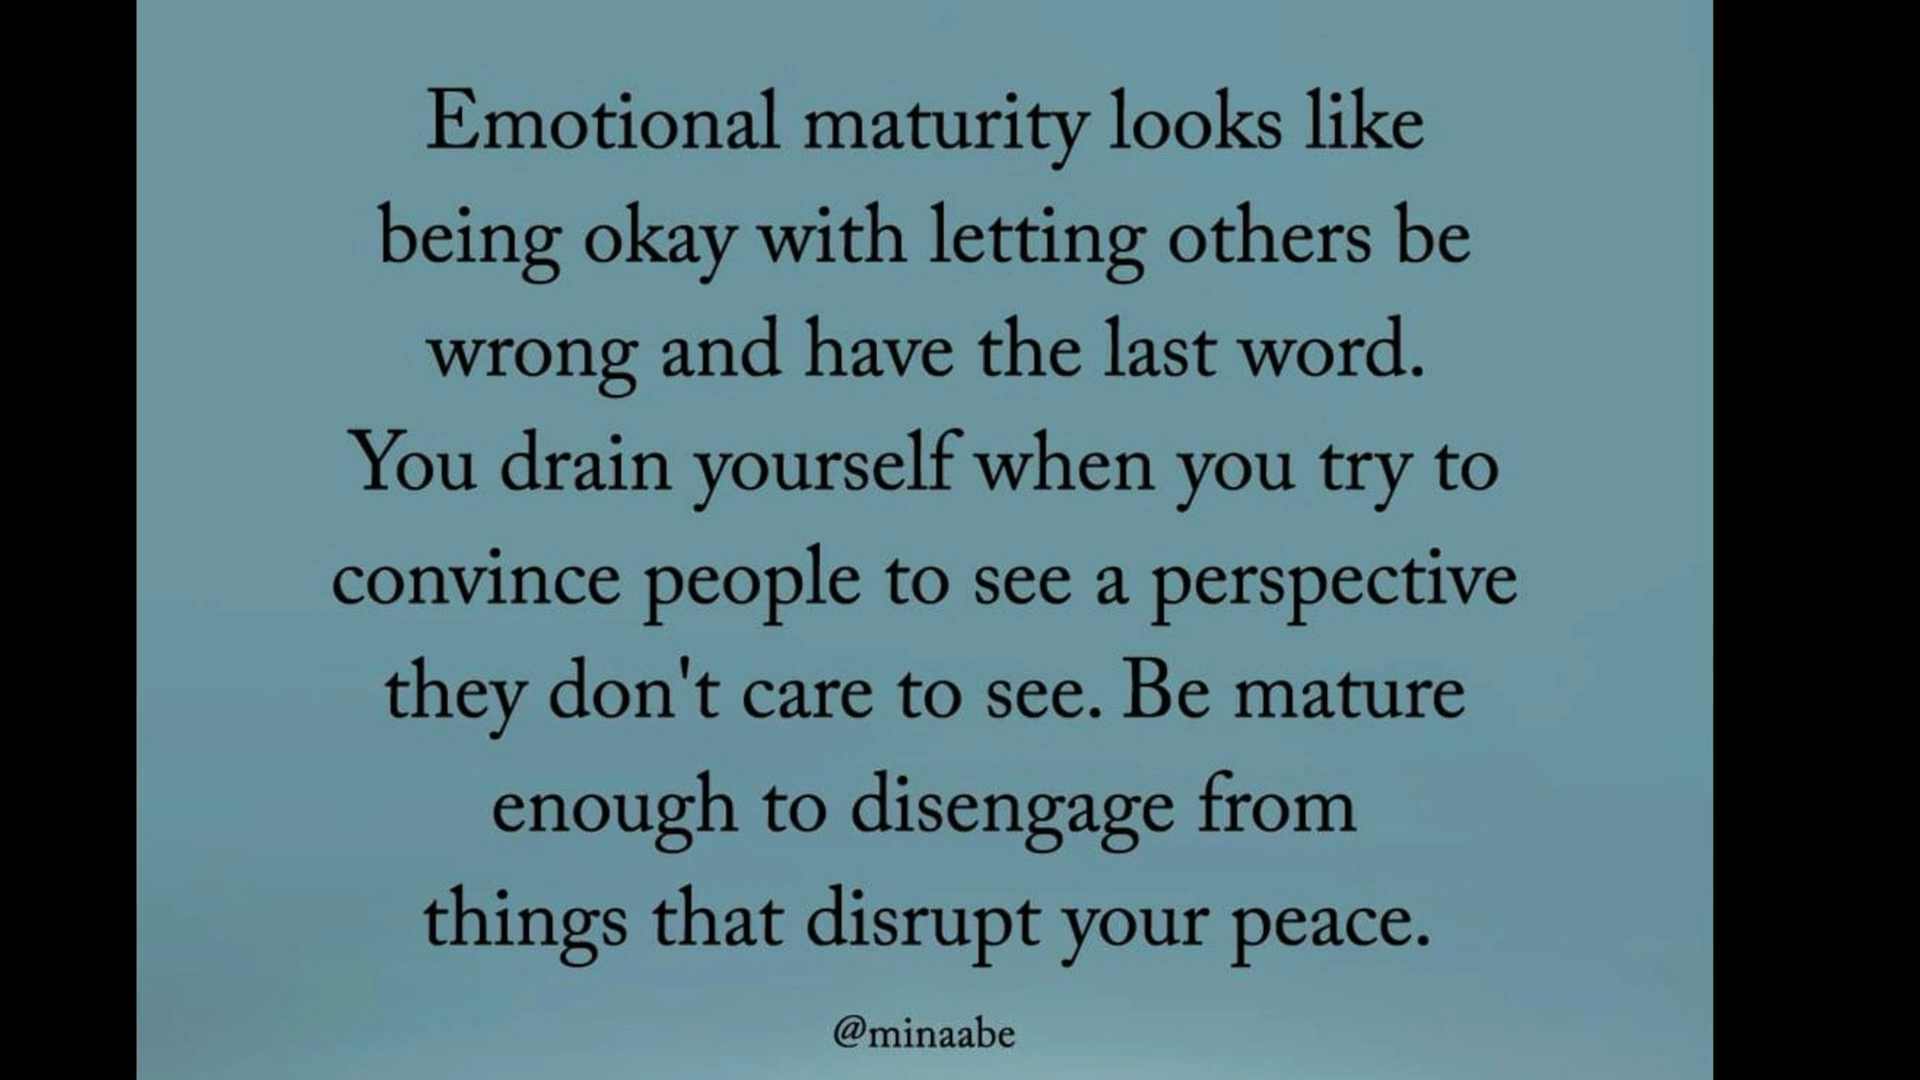 Emotional maturity looks like
being okay with letting others be
wrong and have the last word.
You drain yourself when you try to
convince people to see a perspective
they don't care to see. Be mature
enough to disengage from
things that disrupt your peace.
@minaabe